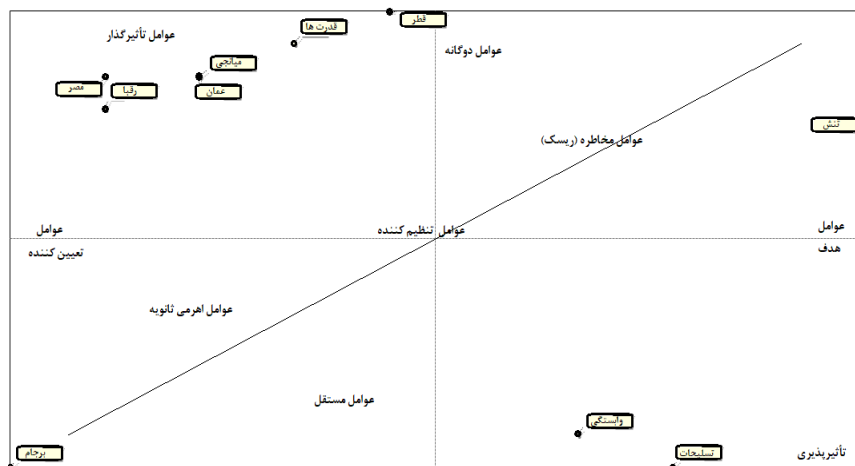 قطر
قدرت ها
عوامل تأثیرگذار
عوامل دوگانه
میانجی
مصر
رقبا
عمان
تنش
عوامل مخاطره (ریسک)
عوامل
عوامل تنظیم کننده
عوامل
هدف
تعیین کننده
عوامل اهرمی ثانویه
عوامل مستقل
وابستگی
برجام
تسلیحات
تأثیرپذیری